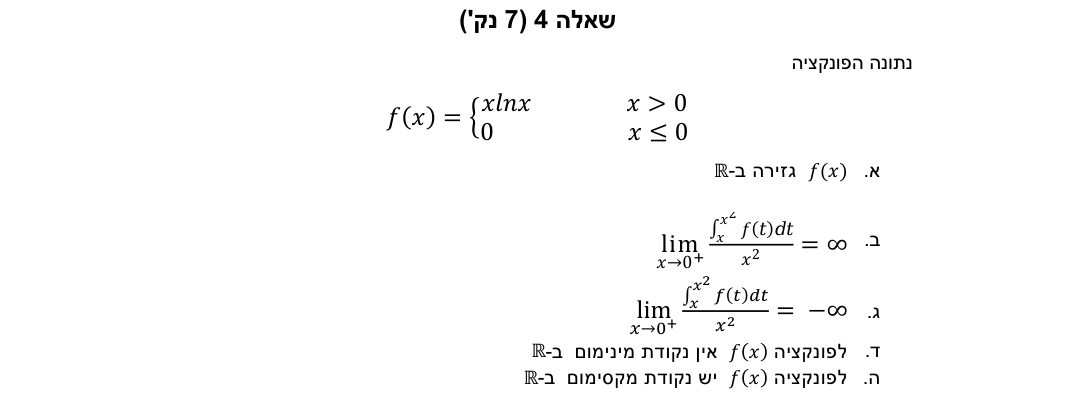 שאלה 4 (7 נק')
נתונה הפונקציה
f(x) = {xlnx x > 0
0 x ≤ 0
א. f(x) גזירה ב-ℝ
ב. lim x→0⁺ ∫ₓ^(x²) f(t)dt / x² = ∞
ג. lim x→0⁺ ∫ₓ^(x²) f(t)dt / x² = −∞
ד. לפונקציה f(x) אין נקודת מינימום ב-ℝ
ה. לפונקציה f(x) יש נקודת מקסימום ב-ℝ